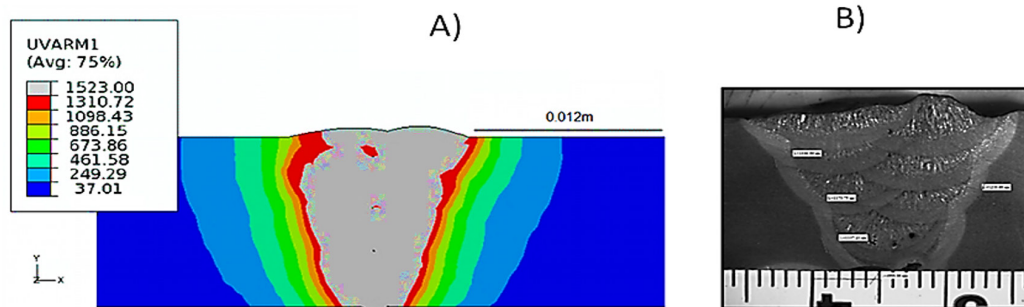 A)
B)
UVARM1
(Avg: 75%)
1523.00
1310.72
1098.43
886.15
673.86
461.58
249.29
37.01
0.012m
Y
Z
X